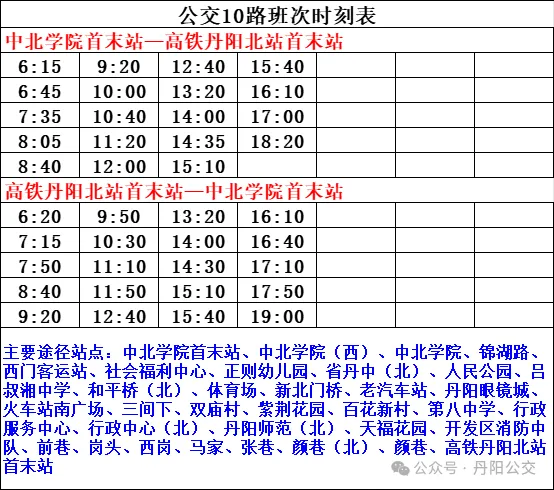 公交10路班次时刻表
中北学院首末站—高铁丹阳北站首末站
6:15 9:20 12:40 15:40
6:45 10:00 13:20 16:10
7:35 10:40 14:00 17:00
8:05 11:20 14:35 18:20
8:40 12:00 15:10
高铁丹阳北站首末站—中北学院首末站
6:20 9:50 13:20 16:10
7:15 10:30 14:00 16:40
7:50 11:10 14:30 17:10
8:40 11:50 15:10 17:50
9:20 12:40 15:40 19:00
主要途径站点：中北学院首末站、中北学院（西）、中北学院、锦湖路、
西门客运站、社会福利中心、正则幼儿园、省丹中（北）、人民公园、吕
叔湘中学、和平桥（北）、体育场、新北门桥、老汽车站、丹阳眼镜城、
火车站南广场、三间下、双庙村、紫荆花园、百花新村、第八中学、行政
服务中心、行政中心（北）、丹阳师范（北）、天福花园、开发区消防中
队、前巷、岗头、西岗、马家、张巷、颜巷（北）、颜巷、高铁丹阳北站
首末站
公众号·丹阳公交